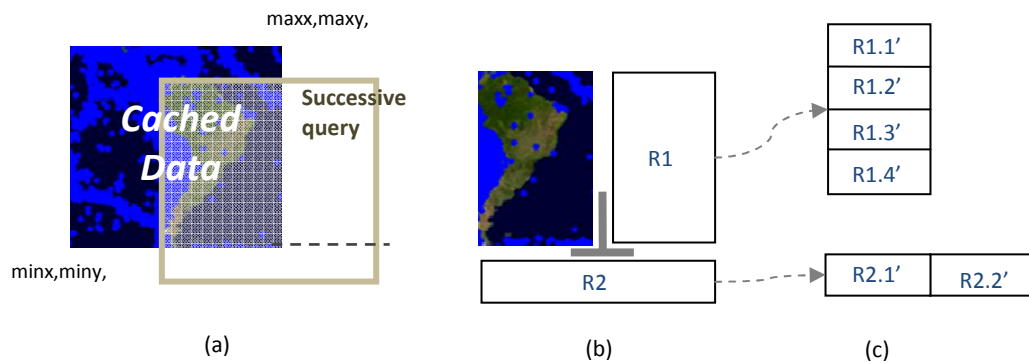 maxx,maxy,
Successive
query
Cached
Data
minx,miny,
(a)
R1
R2
(b)
R1.1’
R1.2’
R1.3’
R1.4’
R2.1’
R2.2’
(c)